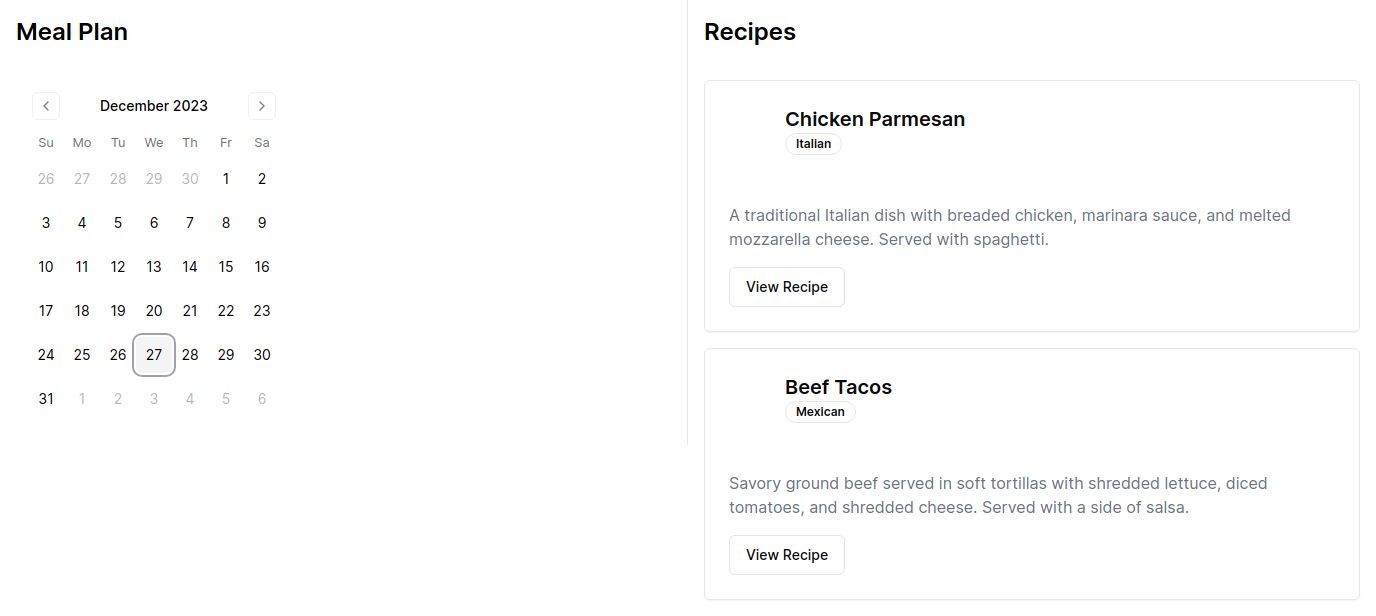 Meal Plan
December 2023
Su Mo Tu We Th Fr Sa
26 27 28 29 30 1 2
3 4 5 6 7 8 9
10 11 12 13 14 15 16
17 18 19 20 21 22 23
24 25 26 27 28 29 30
31 1 2 3 4 5 6
Recipes
Chicken Parmesan
Italian
A traditional Italian dish with breaded chicken, marinara sauce, and melted
mozzarella cheese. Served with spaghetti.
View Recipe
Beef Tacos
Mexican
Savory ground beef served in soft tortillas with shredded lettuce, diced
tomatoes, and shredded cheese. Served with a side of salsa.
View Recipe